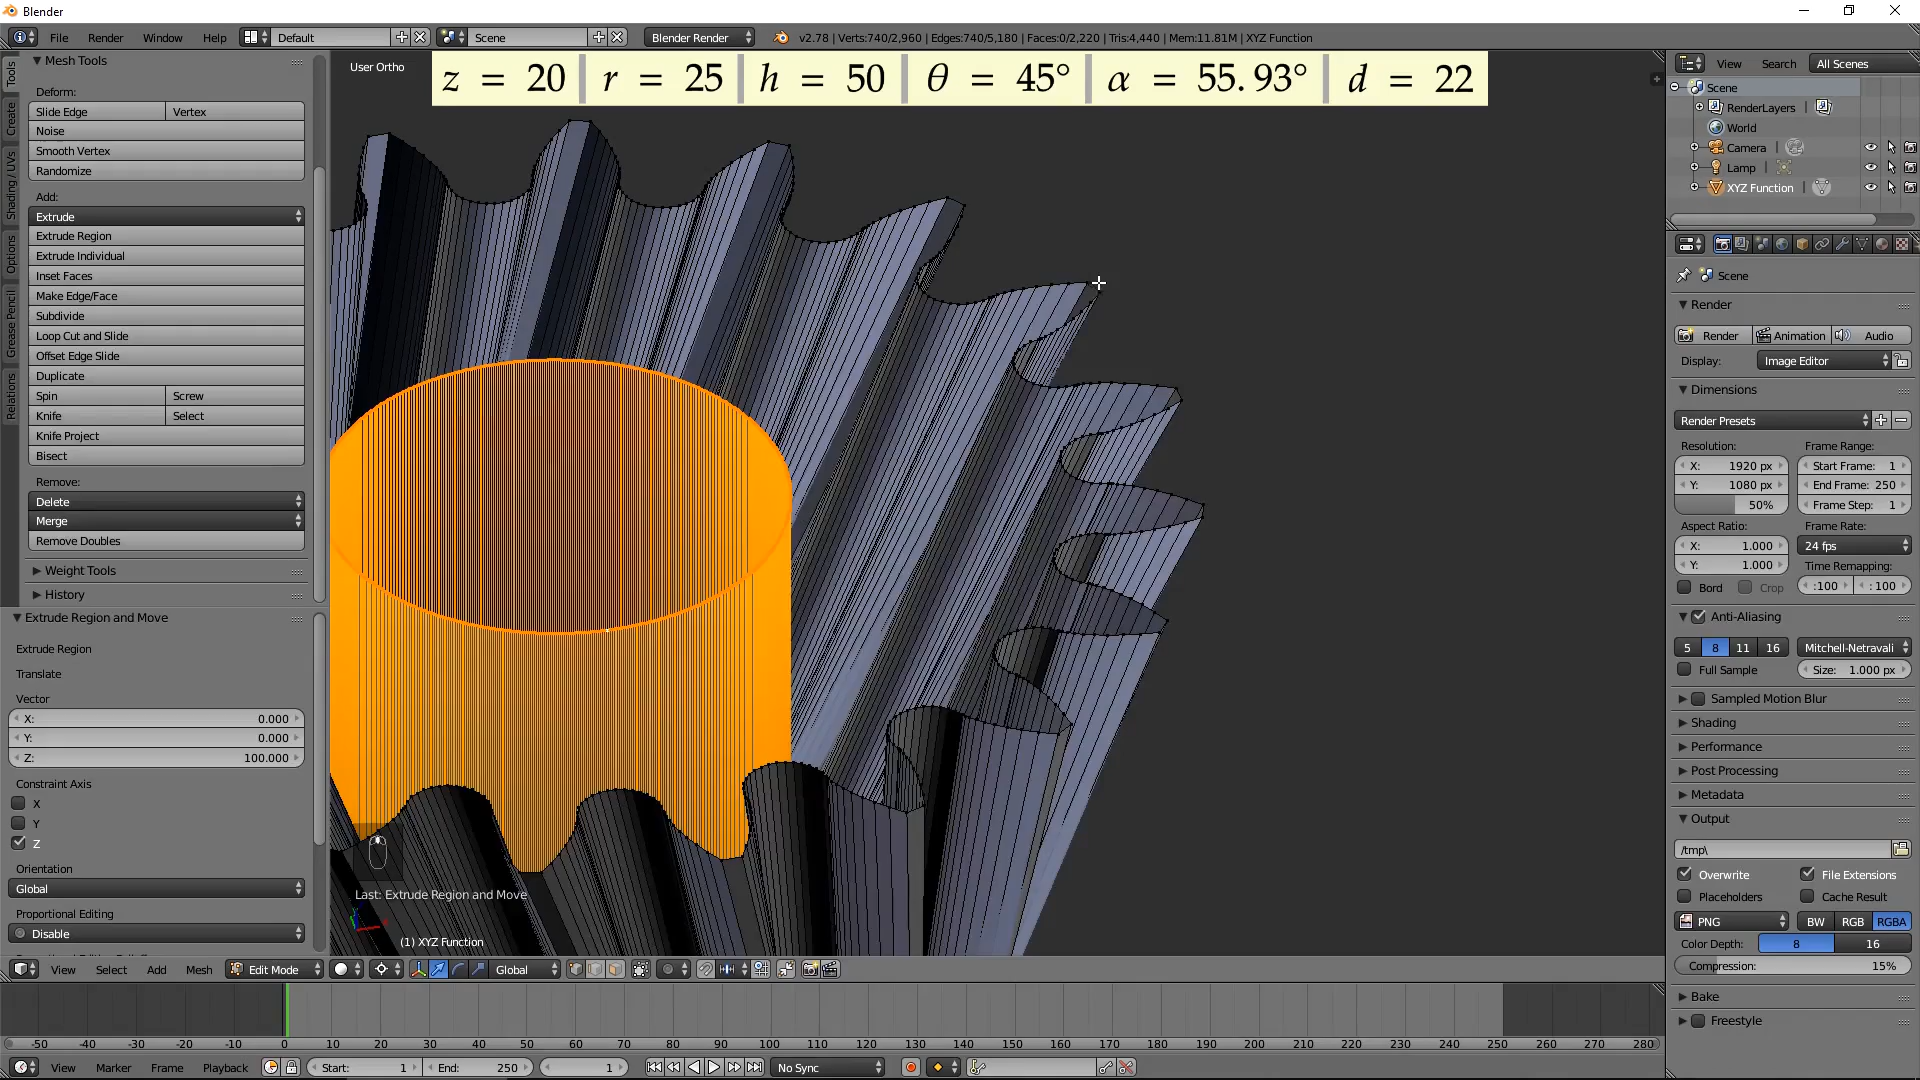 Blender
File Render Window Help Default Scene Blender Render v2.78 | Verts:740/2,960 | Edges:740/5,180 | Faces:0/2,220 | Tris:4,440 | Mem:11.81M | XYZ Function
Tools
Create
Shading / UVs
Options
Grease Pencil
Relations
Mesh Tools
Deform:
Slide Edge Vertex
Noise
Smooth Vertex
Randomize
Add:
Extrude
Extrude Region
Extrude Individual
Inset Faces
Make Edge/Face
Subdivide
Loop Cut and Slide
Offset Edge Slide
Duplicate
Spin Screw
Knife Select
Knife Project
Bisect
Remove:
Delete
Merge
Remove Doubles
Weight Tools
History
Extrude Region and Move
Extrude Region
Translate
Vector
X: 0.000
Y: 0.000
Z: 100.000
Constraint Axis
X
Y
Z
Orientation
Global
Proportional Editing
Disable
User Ortho
z = 20 | r = 25 | h = 50 | θ = 45° | α = 55.93° | d = 22
Last: Extrude Region and Move
(1) XYZ Function
View Select Add Mesh Edit Mode Global
-50 -40 -30 -20 -10 0 10 20 30 40 50 60 70 80 90 100 110 120 130 140 150 160 170 180 190 200 210 220 230 240 250 260 270 280
View Marker Frame Playback Start: 1 End: 250 1 No Sync
View Search All Scenes
Scene
RenderLayers
World
Camera
Lamp
XYZ Function
Scene
Render
Render Animation Audio
Display: Image Editor
Dimensions
Render Presets
Resolution: Frame Range:
X: 1920 px Start Frame: 1
Y: 1080 px End Frame: 250
50% Frame Step: 1
Aspect Ratio: Frame Rate:
X: 1.000 24 fps
Y: 1.000 Time Remapping:
Bord Crop :100 : 100
Anti-Aliasing
5 8 11 16 Mitchell-Netravali
Full Sample Size: 1.000 px
Sampled Motion Blur
Shading
Performance
Post Processing
Metadata
Output
/tmp\
Overwrite File Extensions
Placeholders Cache Result
PNG BW RGB RGBA
Color Depth: 8 16
Compression: 15%
Bake
Freestyle